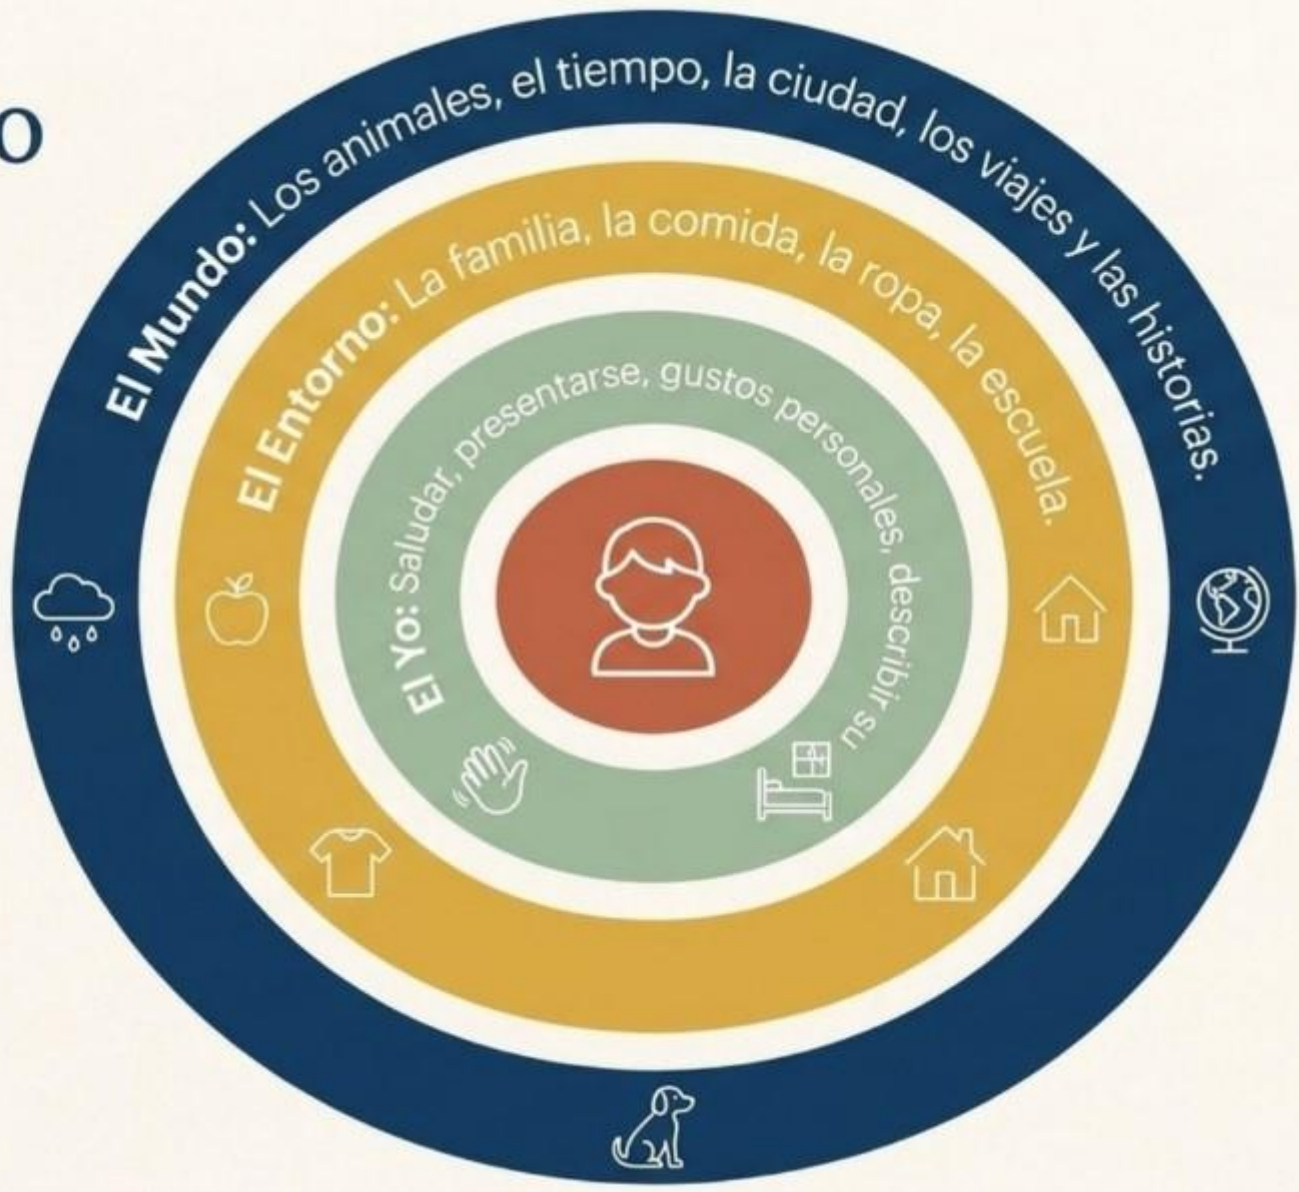 o
El Mundo: Los animales, el tiempo, la ciudad, los viajes y las historias.
El Entorno: La familia, la comida, la ropa, la escuela.
El Yo: Saludar, presentarse, gustos personales, describir su